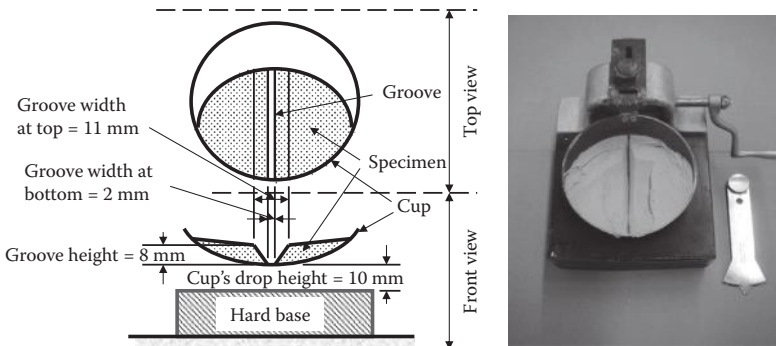 Groove width
at top = 11 mm
Groove width at
bottom = 2 mm
Groove height = 8 mm
Groove
Specimen
Cup
Cup's drop height = 10 mm
Hard base
Top view
Front view